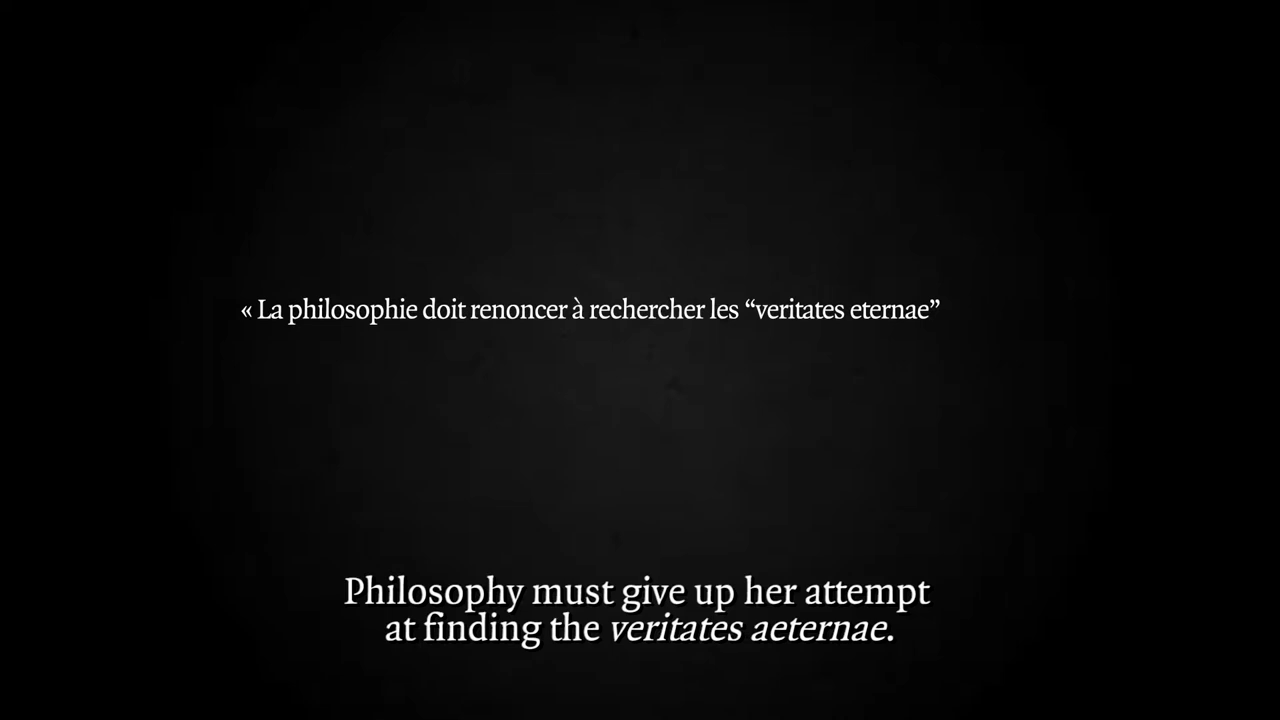 « La philosophie doit renoncer à rechercher les “veritates eternae”
Philosophy must give up her attempt
at finding the veritates aeternae.